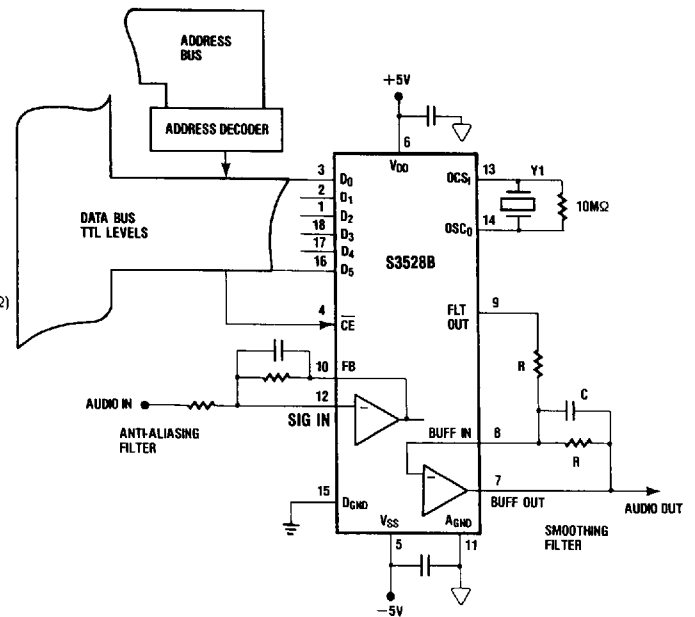 ADDRESS
BUS
ADDRESS DECODER
DATA BUS
TTL LEVELS
+5V
6
VDD
3 D0
2 D1
1 D2
18 D3
17 D4
16 D5
4 CE
S3528B
OCSI 13 Y1
10MΩ
OSC0 14
9
FLT
OUT
R
C
R
10 FB
12
SIG IN
AUDIO IN
ANTI-ALIASING
FILTER
BUFF IN 8
7
BUFF OUT
AUDIO OUT
SMOOTHING
FILTER
15 DGND
VSS
5
AGND
11
−5V
Ω)